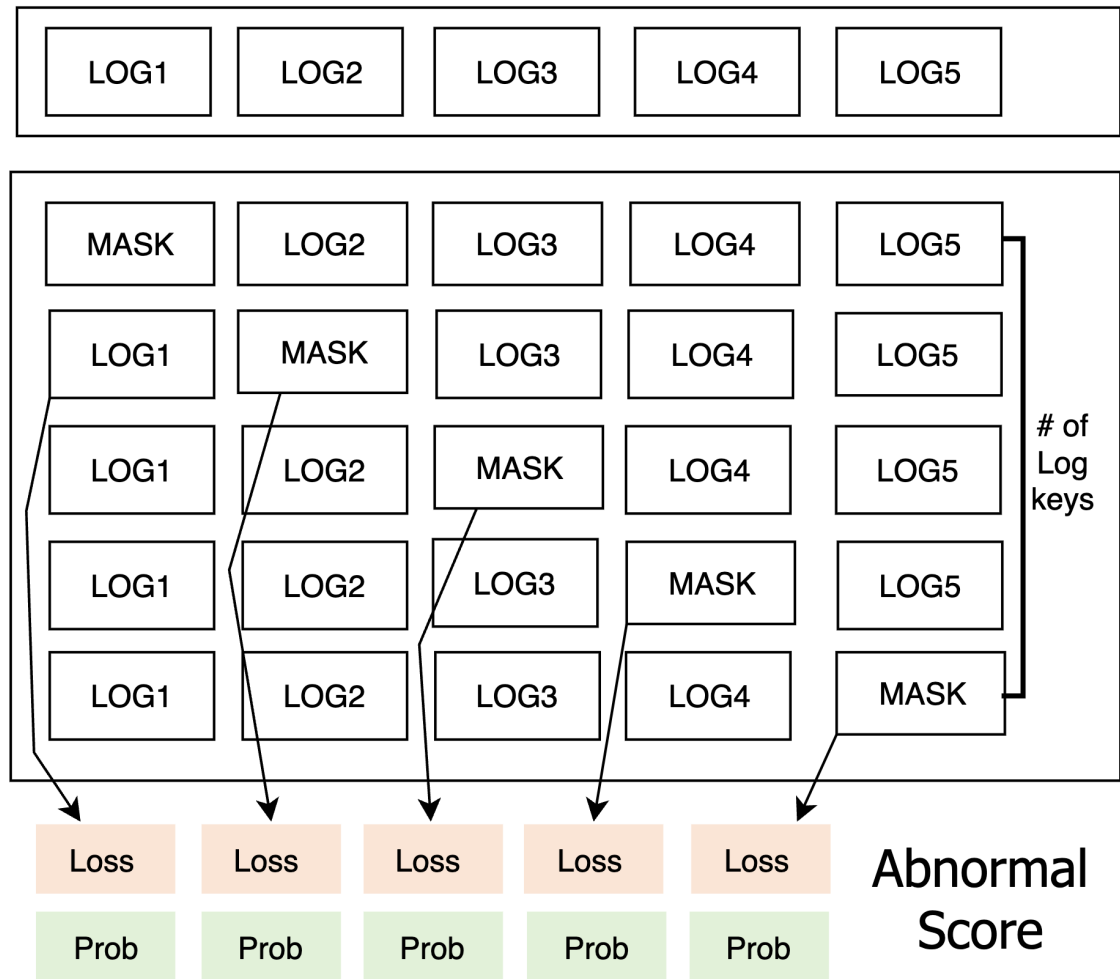 LOG1 LOG2 LOG3 LOG4 LOG5
MASK LOG2 LOG3 LOG4 LOG5
LOG1 MASK LOG3 LOG4 LOG5
LOG1 LOG2 MASK LOG4 LOG5
LOG1 LOG2 LOG3 MASK LOG5
LOG1 LOG2 LOG3 LOG4 MASK
# of
Log
keys
Loss Loss Loss Loss Loss
Prob Prob Prob Prob Prob
Abnormal
Score